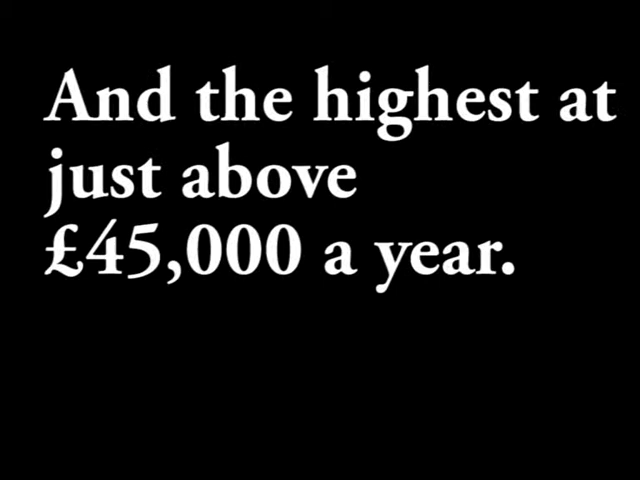 And the highest at
just above
£45,000 a year.